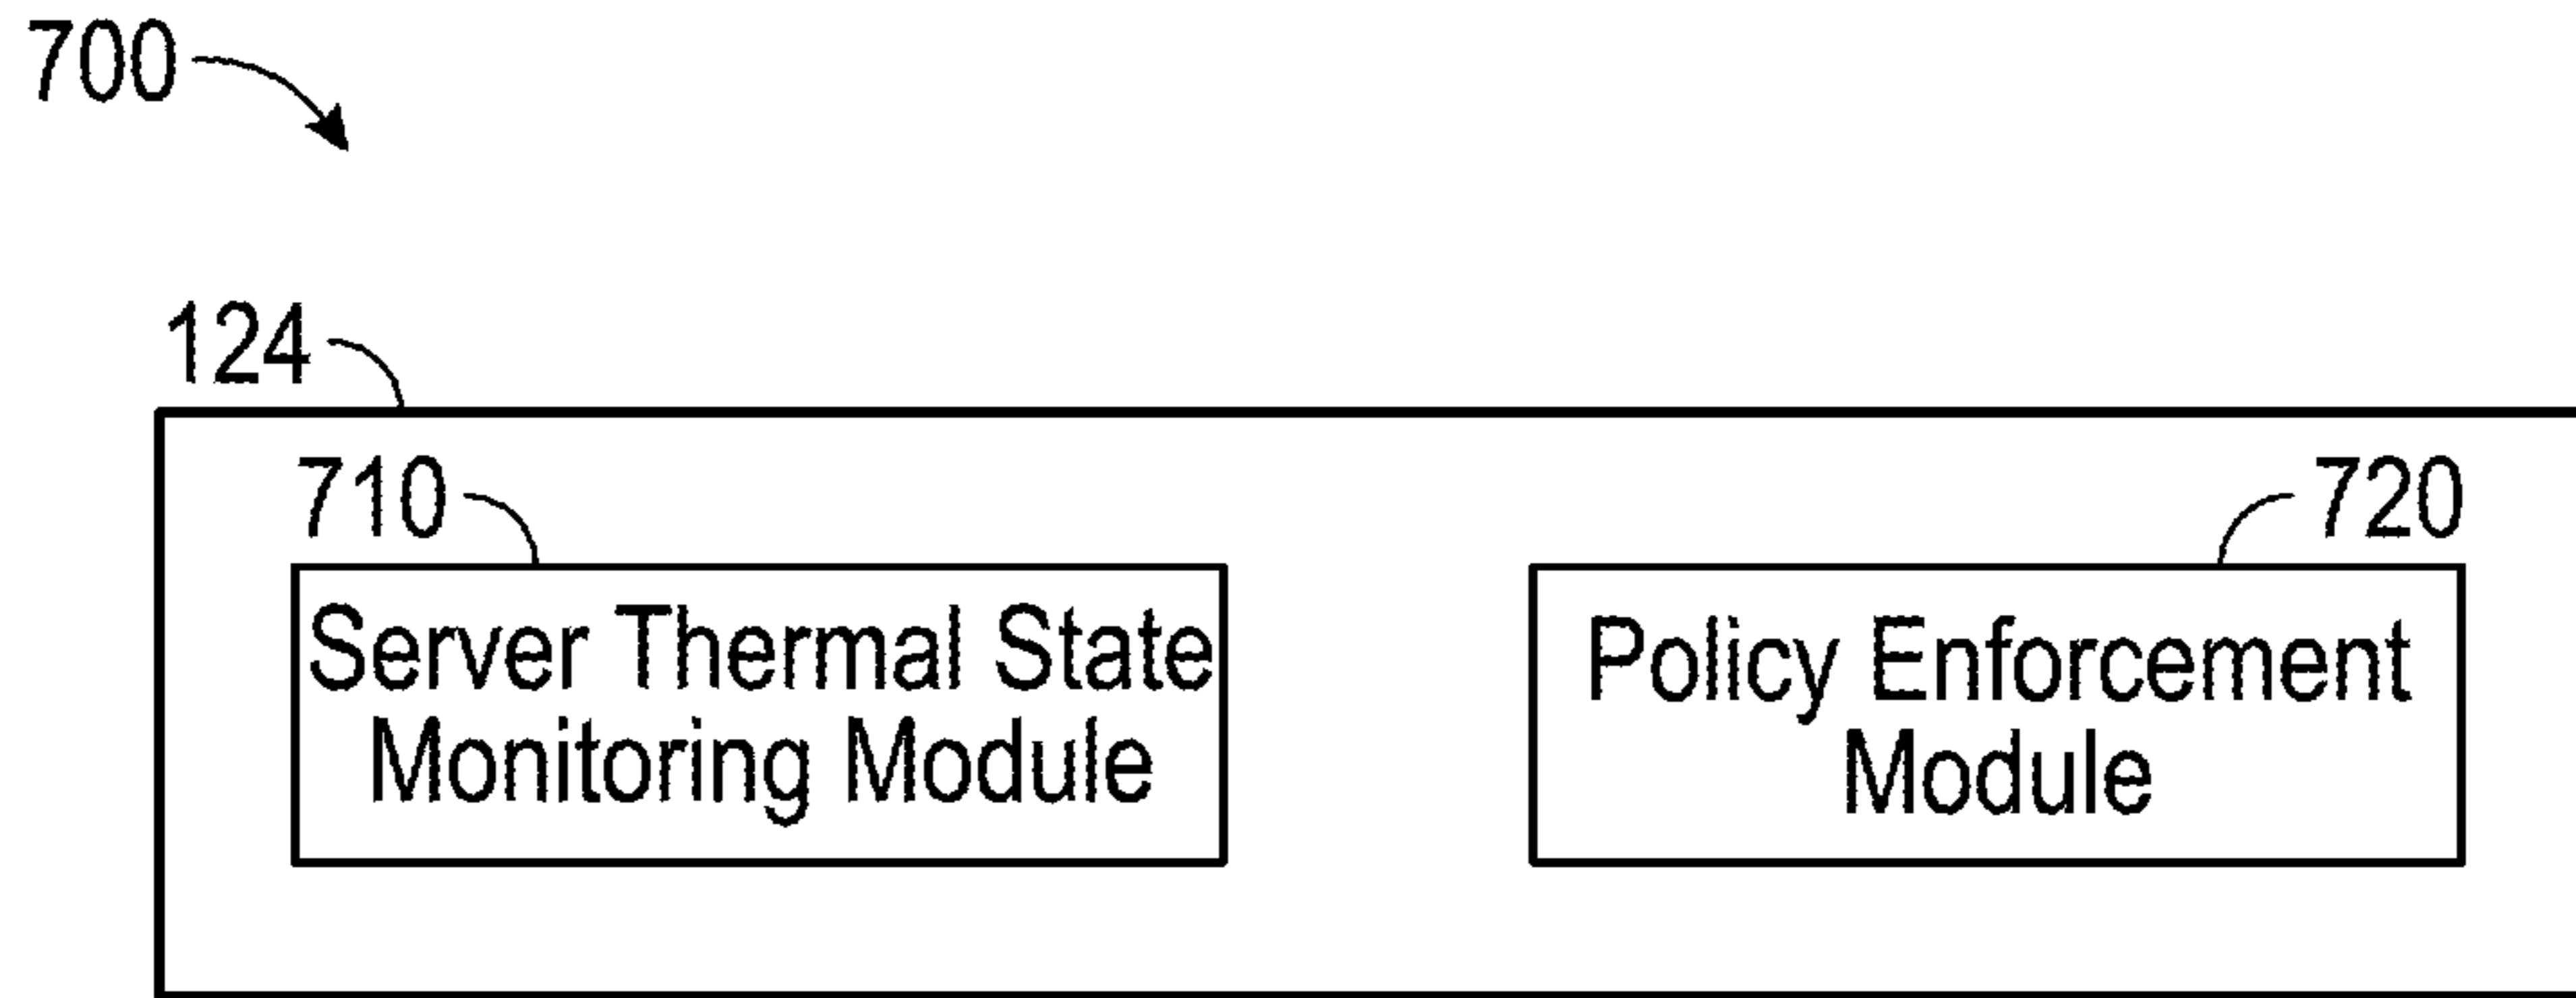 700
124
710
720
Server Thermal State
Monitoring Module
Policy Enforcement
Module